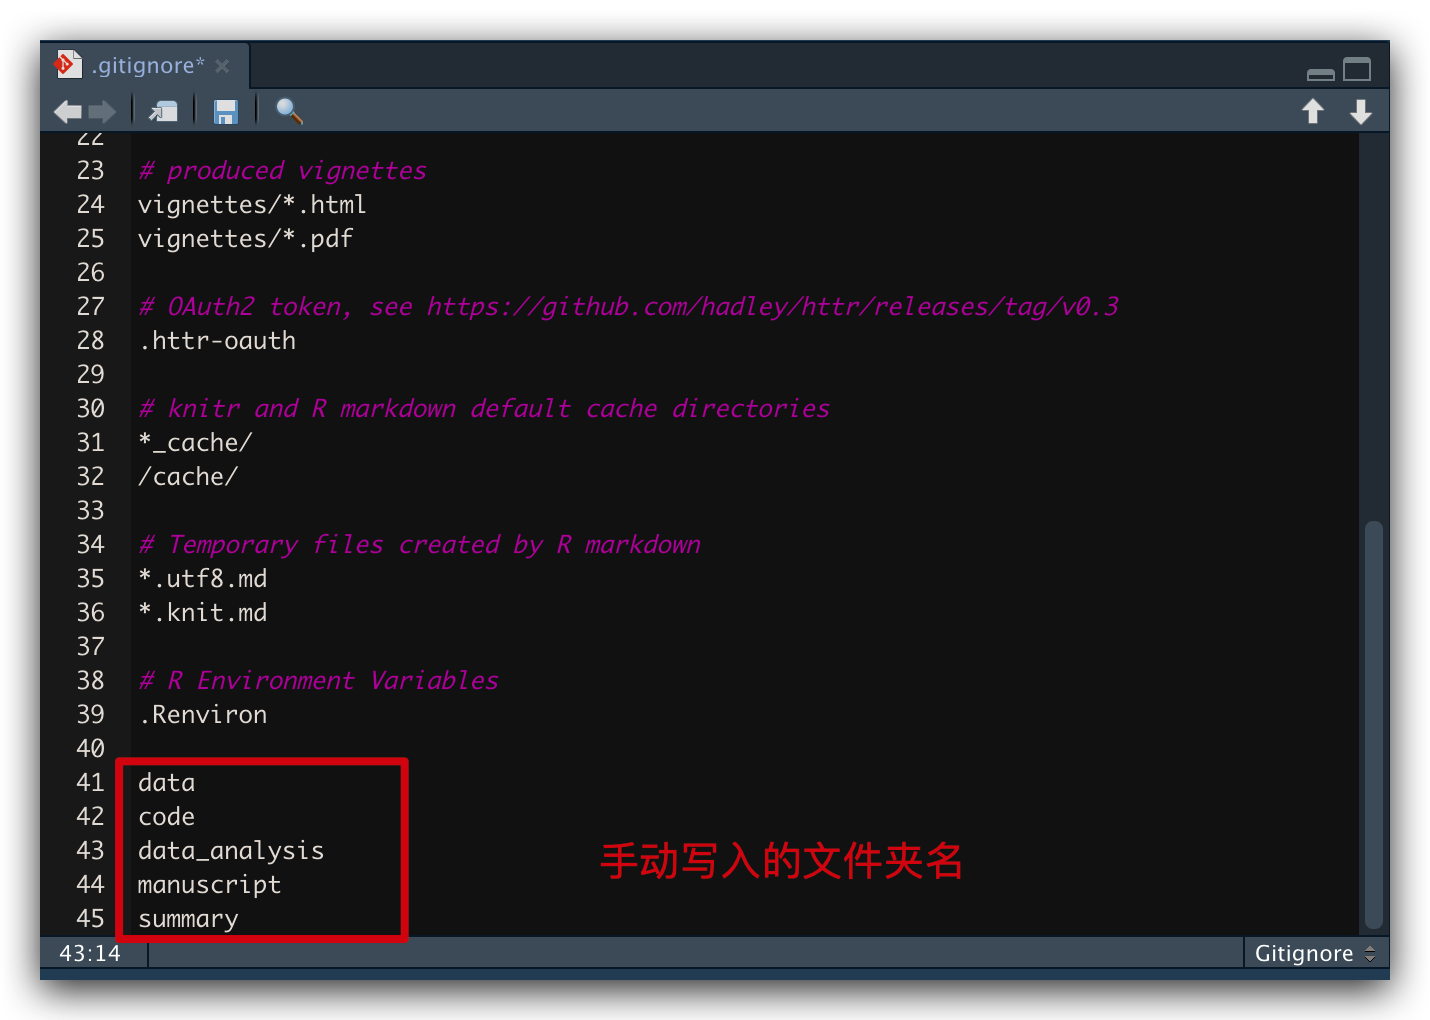 .gitignore*
22
23 # produced vignettes
24 vignettes/*.html
25 vignettes/*.pdf
26
27 # OAuth2 token, see https://github.com/hadley/httr/releases/tag/v0.3
28 .httr-oauth
29
30 # knitr and R markdown default cache directories
31 *_cache/
32 /cache/
33
34 # Temporary files created by R markdown
35 *.utf8.md
36 *.knit.md
37
38 # R Environment Variables
39 .Renviron
40
41 data
42 code
43 data_analysis
手动写入的文件夹名
44 manuscript
45 summary
43:14
Gitignore